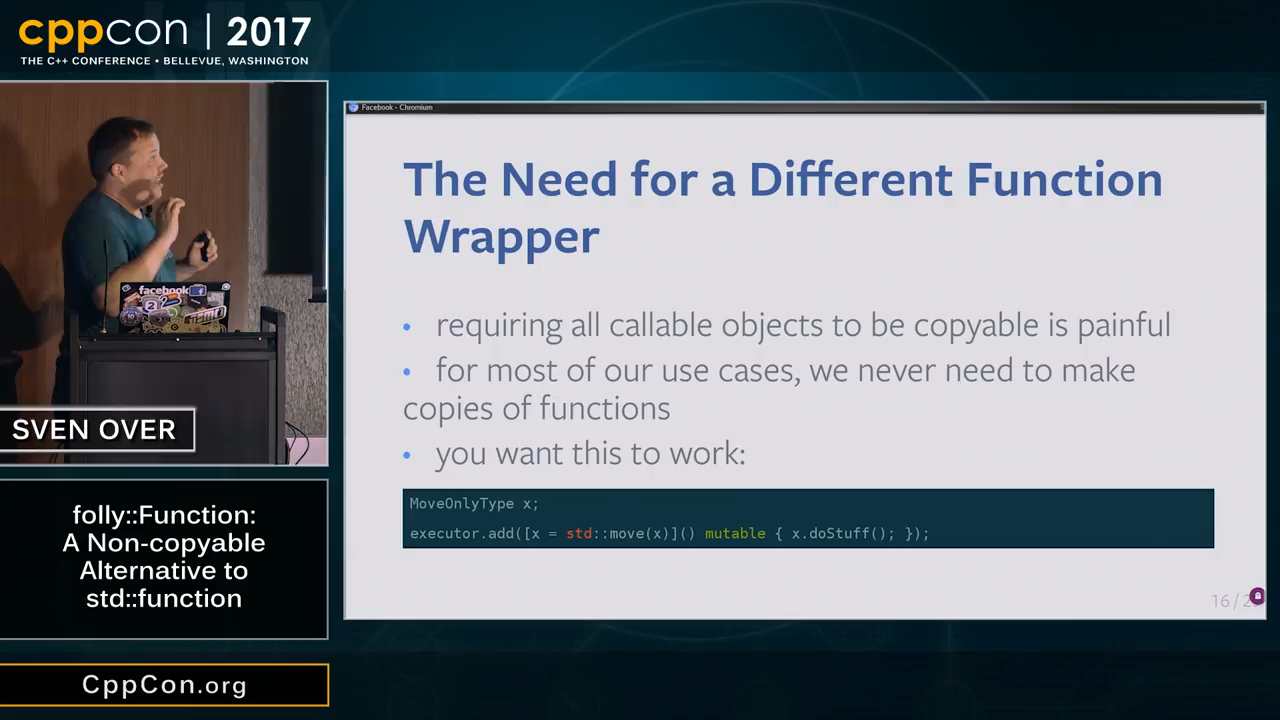 cppcon | 2017
THE C++ CONFERENCE • BELLEVUE, WASHINGTON
Facebook - Chromium
The Need for a Different Function
Wrapper
• requiring all callable objects to be copyable is painful
• for most of our use cases, we never need to make
copies of functions
• you want this to work:
MoveOnlyType x;
executor.add([x = std::move(x)]() mutable { x.doStuff(); });
16 / 2
facebook
SVEN OVER
folly::Function:
A Non-copyable
Alternative to
std::function
CppCon.org